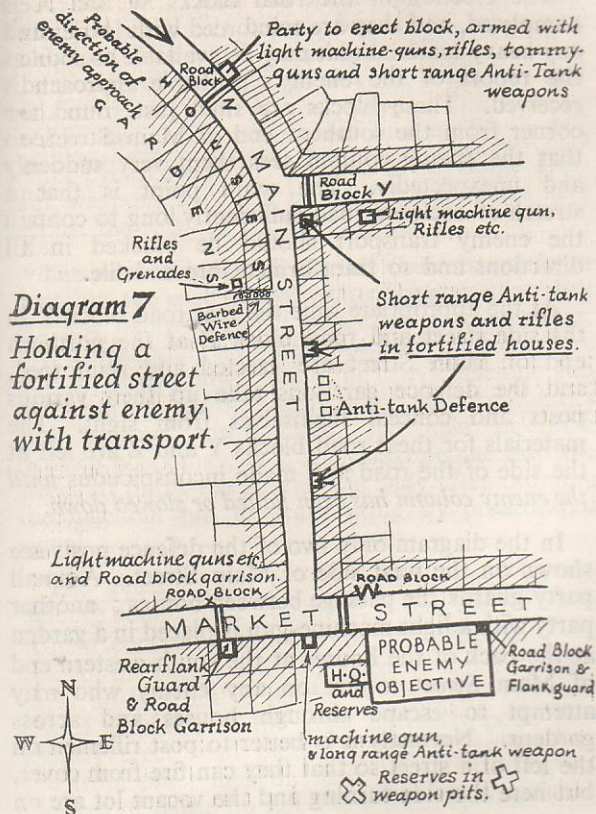 Probable
direction of
enemy approach
Road
Block
Party to erect block, armed with
light machine-guns, rifles, tommy-
guns and short range Anti-Tank
weapons
HOUSES
GARDENS
MAIN STREET
Road
Block Y
Light machine gun,
Rifles etc.
Rifles
and
Grenades
Barbed
Wire
Defence
Short range Anti-tank
weapons and rifles
in fortified houses.
Diagram 7
Holding a
fortified street
against enemy
with transport.
Anti-tank Defence
Light machine guns etc.
and Road block garrison.
ROAD BLOCK
ROAD BLOCK
W
MARKET STREET
Rear flank
Guard
& Road
Block Garrison
H.Q.
and
Reserves
PROBABLE
ENEMY
OBJECTIVE
Road Block
Garrison &
Flank guard
machine gun,
& long range Anti-tank weapon
Reserves in
weapon pits.
N
W E
S